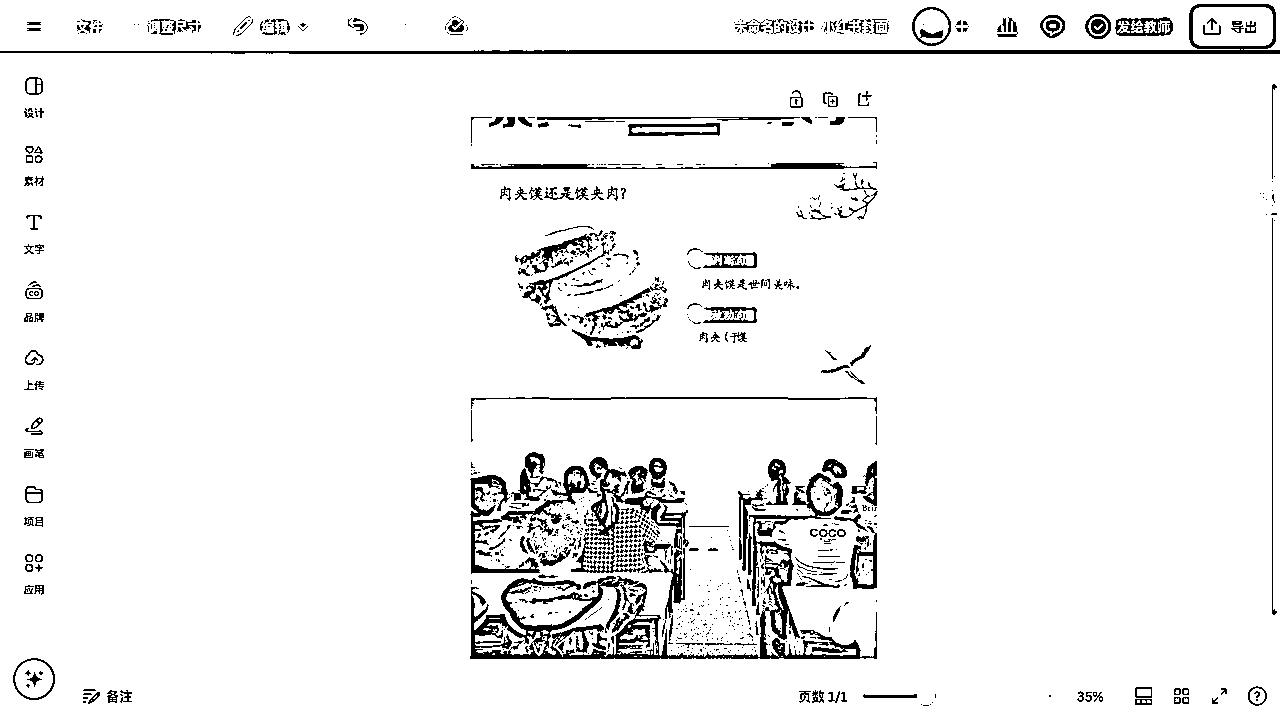 文件
调整尺寸
编辑
未命名的设计-小红书封面
发给教师
导出
设计
素材
文字
品牌
上传
画笔
项目
应用
肉夹馍还是馍夹肉?
肉夹馍是世间美味。
肉夹(于)馍
COCO
备注
页数 1/1
35%